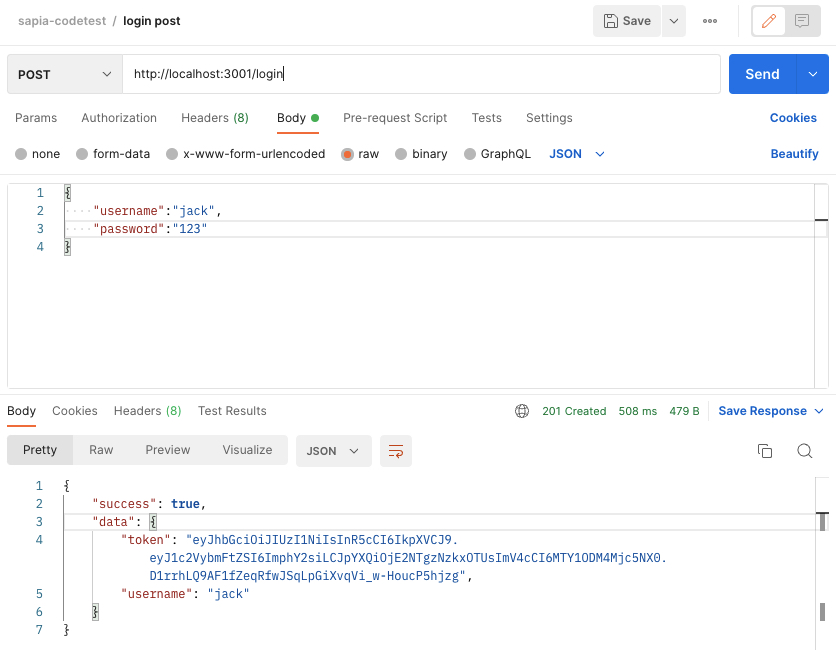 sapia-codetest / login post
Save
POST
http://localhost:3001/login
Send
Params Authorization Headers (8) Body Pre-request Script Tests Settings Cookies
none form-data x-www-form-urlencoded raw binary GraphQL JSON Beautify
1 {
2 ····"username":"jack",
3 ····"password":"123"
4 }
Body Cookies Headers (8) Test Results 201 Created 508 ms 479 B Save Response
Pretty Raw Preview Visualize JSON
1 {
2 "success": true,
3 "data": {
4 "token": "eyJhbGciOiJIUzI1NiIsInR5cCI6IkpXVCJ9.
eyJ1c2VybmFtZSI6ImphY2siLCJpYXQiOjE2NTgzNzkxOTUsImV4cCI6MTY1ODM4Mjc5NX0.
D1rrhLQ9AF1fZeqRfwJSqLpGiXvqVi_w-HoucP5hjzg",
5 "username": "jack"
6 }
7 }